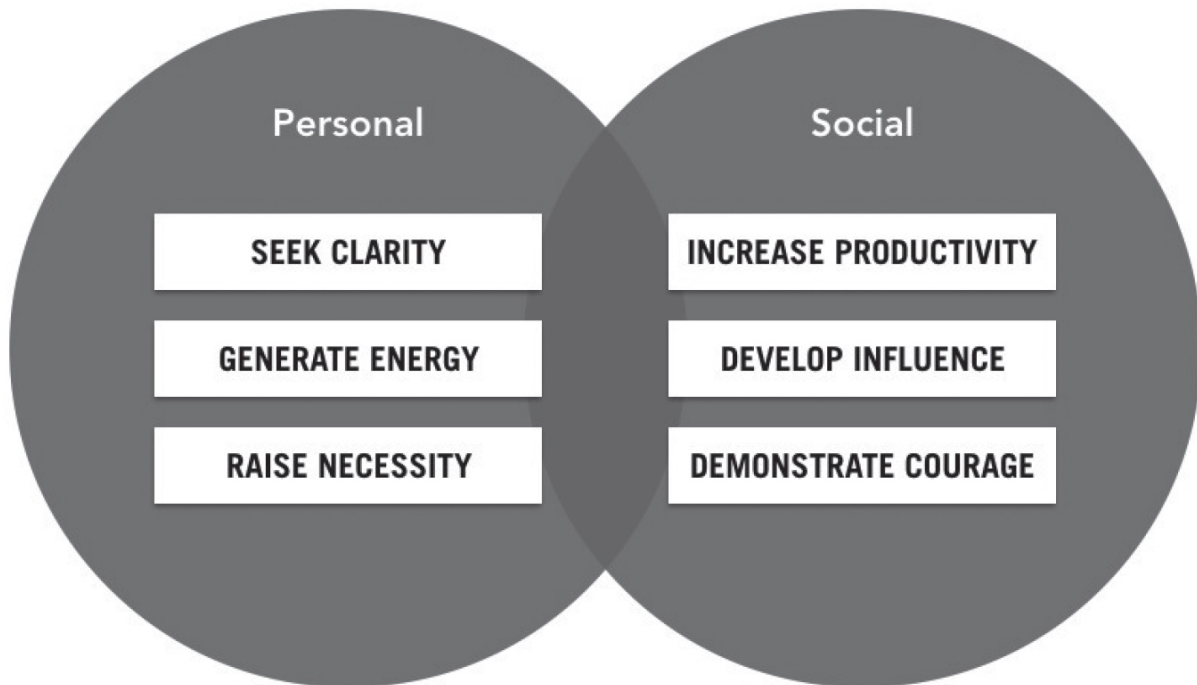 Personal
SEEK CLARITY
GENERATE ENERGY
RAISE NECESSITY
Social
INCREASE PRODUCTIVITY
DEVELOP INFLUENCE
DEMONSTRATE COURAGE